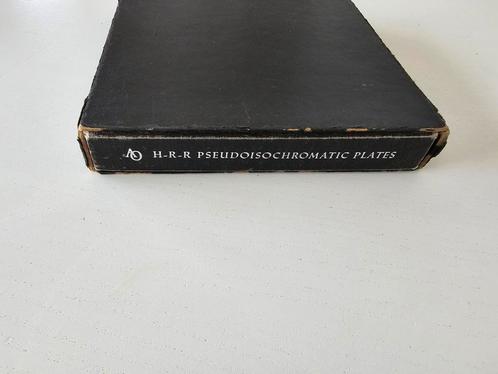 AO H-R-R PSEUDOISOCHROMATIC PLATES